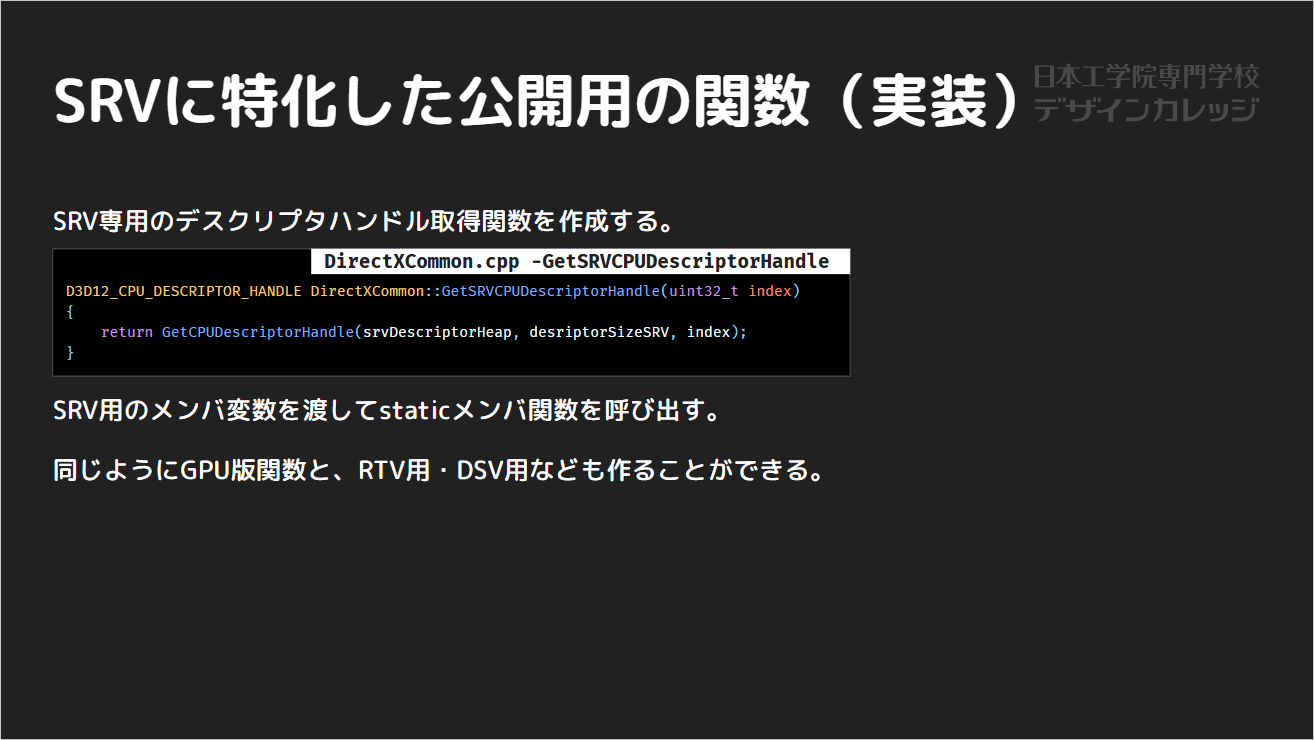 SRVに特化した公開用の関数（実装）
日本工学院専門学校
デザインカレッジ
SRV専用のデスクリプタハンドル取得関数を作成する。
DirectXCommon.cpp -GetSRVCPUDescriptorHandle
D3D12_CPU_DESCRIPTOR_HANDLE DirectXCommon::GetSRVCPUDescriptorHandle(uint32_t index)
{
return GetCPUDescriptorHandle(srvDescriptorHeap, desriptorSizeSRV, index);
}
SRV用のメンバ変数を渡してstaticメンバ関数を呼び出す。
同じようにGPU版関数と、RTV用・DSV用なども作ることができる。